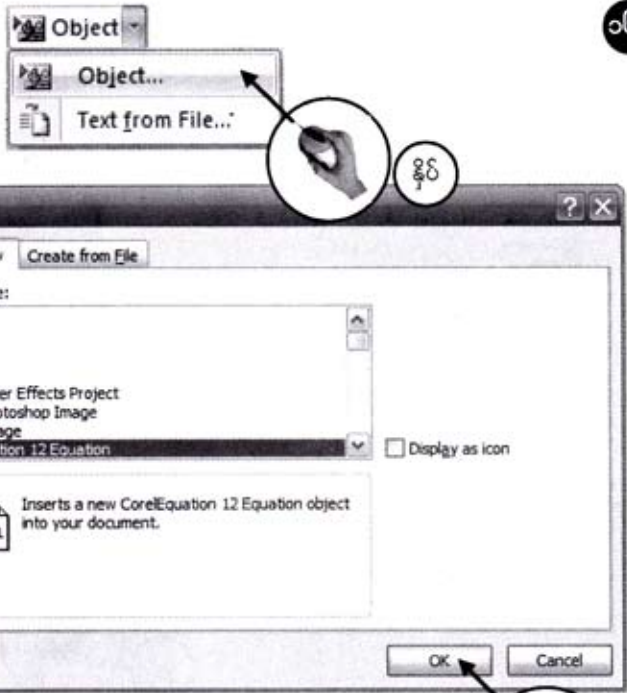 Object
Object...
Text from File...
နှိပ်
Create from File
er Effects Project
otoshop Image
age
tion 12 Equation
Display as icon
Inserts a new CorelEquation 12 Equation object
into your document.
OK
Cancel